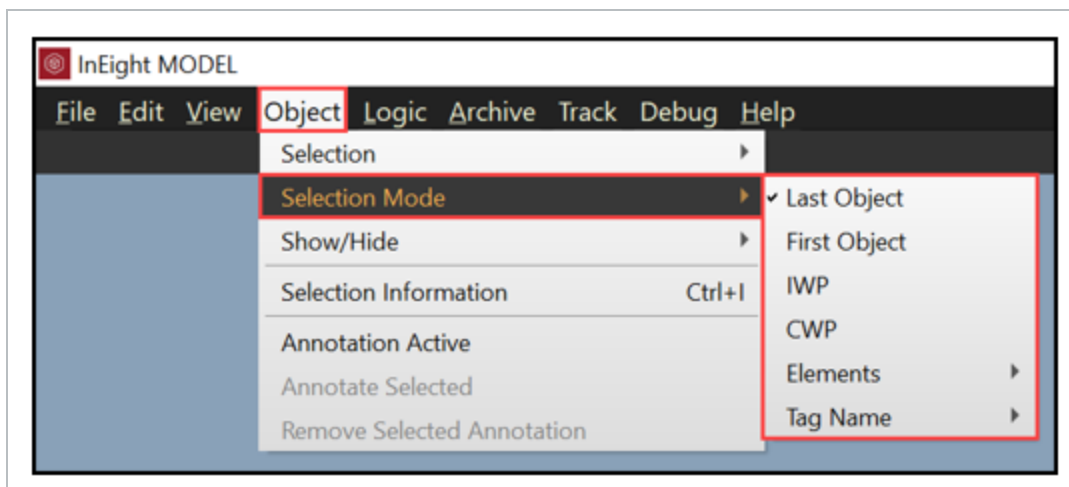 InEight MODEL
File Edit View Object Logic Archive Track Debug Help
Selection
Selection Mode
Last Object
Show/Hide
First Object
Selection Information Ctrl+I
IWP
CWP
Annotation Active
Elements
Annotate Selected
Tag Name
Remove Selected Annotation